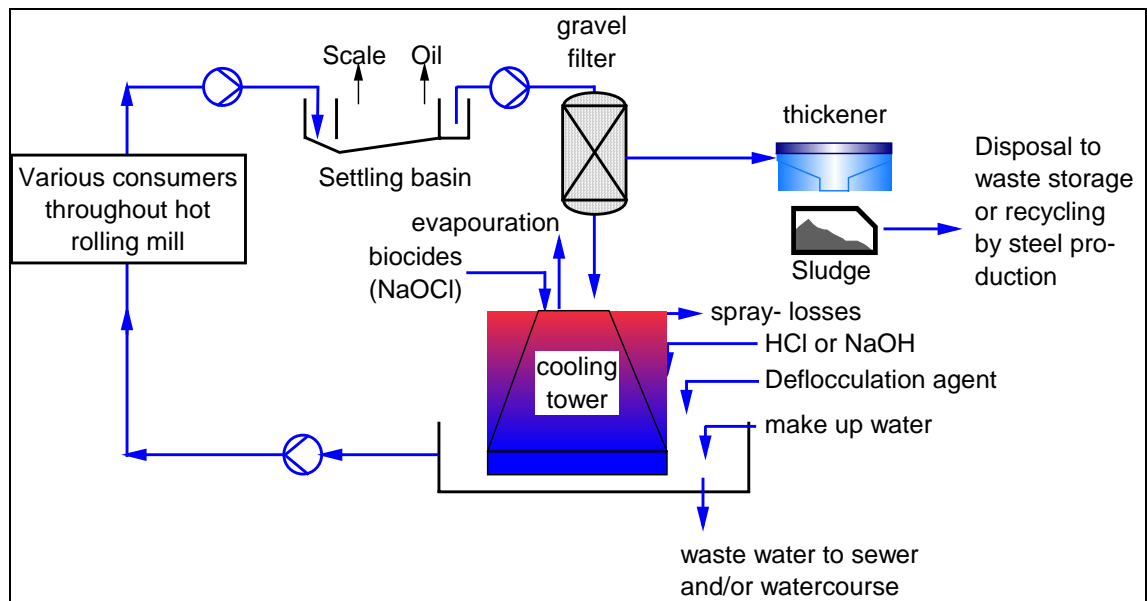 gravel
filter
Scale
Oil
thickener
Various consumers
throughout hot
rolling mill
Settling basin
Disposal to
waste storage
or recycling
by steel pro-
duction
Sludge
evapouration
biocides
(NaOCl)
spray- losses
HCl or NaOH
Deflocculation agent
make up water
cooling
tower
waste water to sewer
and/or watercourse